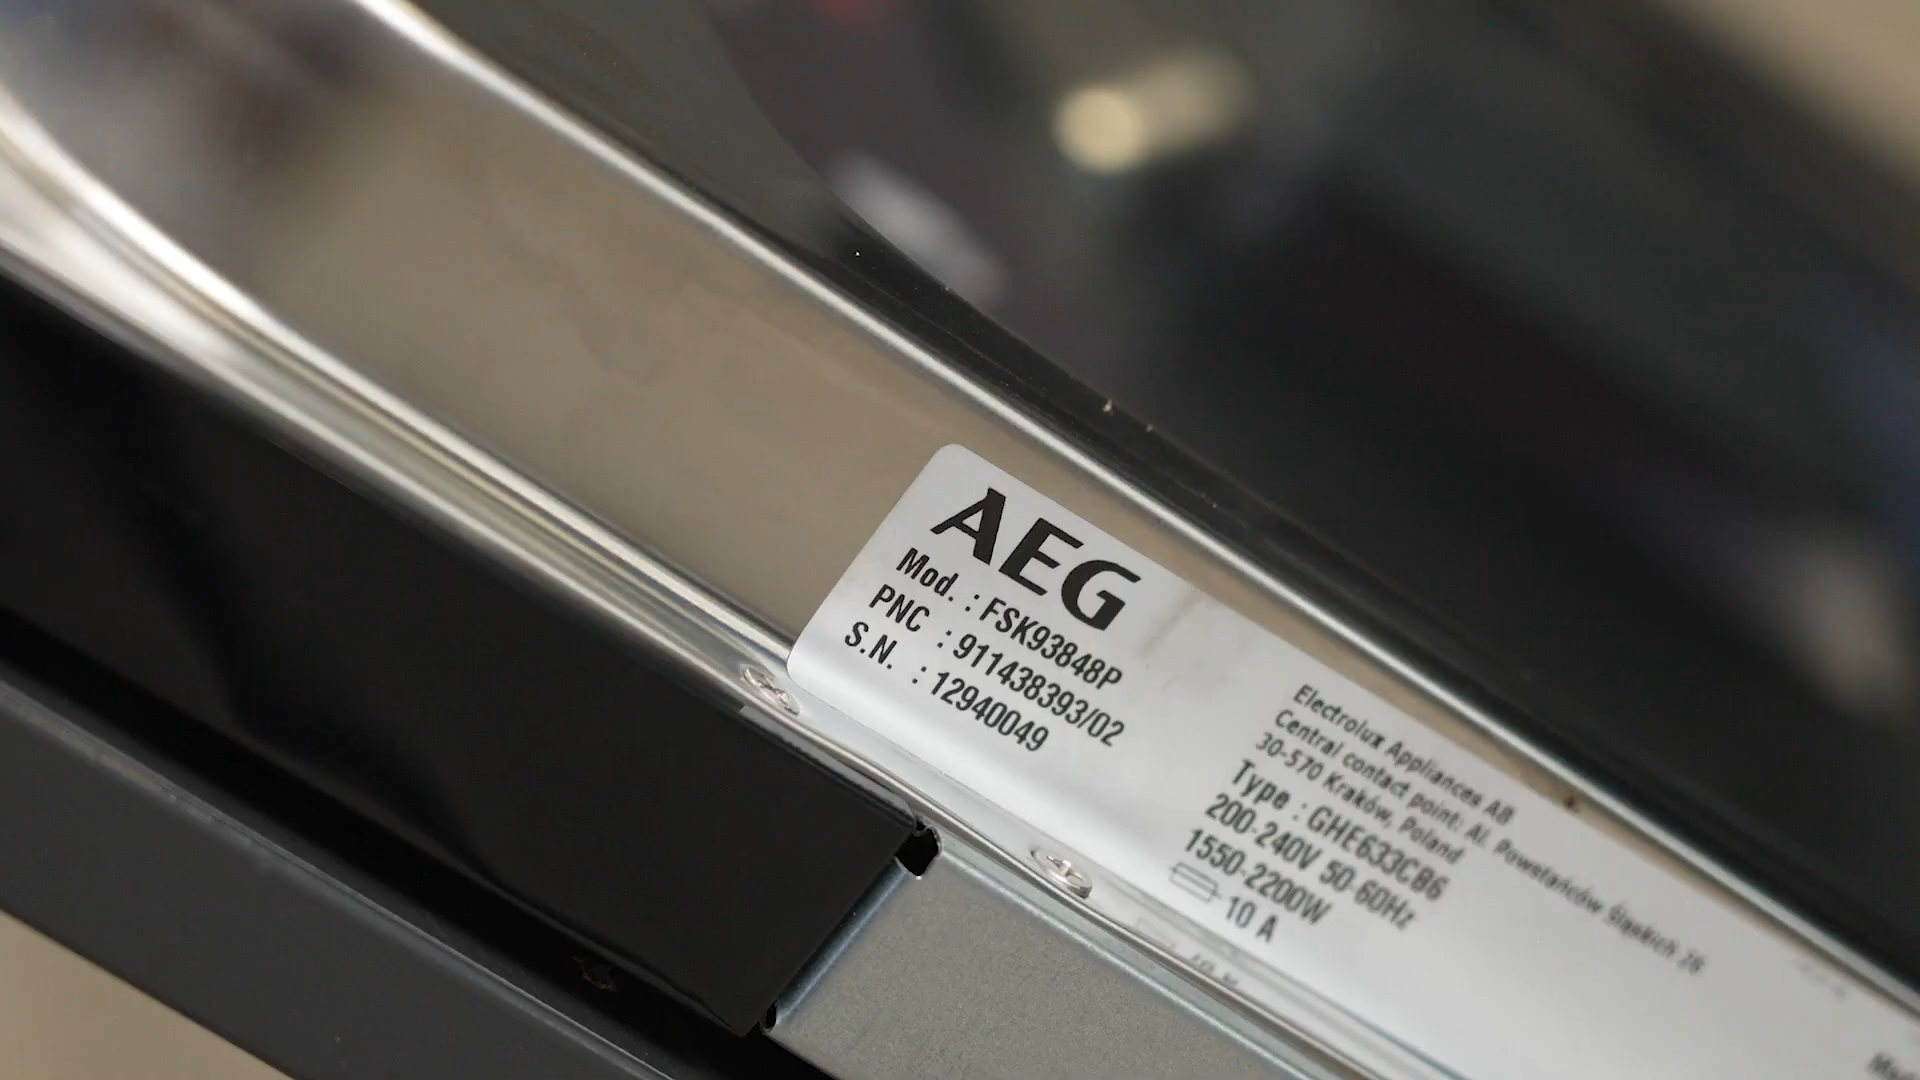 AEG
Mod. : FSK93848P
PNC : 911438393/02
S.N. : 12940049
Electrolux Appliances AB
Central contact point: Al. Powstańców Śląskich 26
30-570 Kraków, Poland
Type : GHE633CB6
200-240V 50-60Hz
1550-2200W
10 A